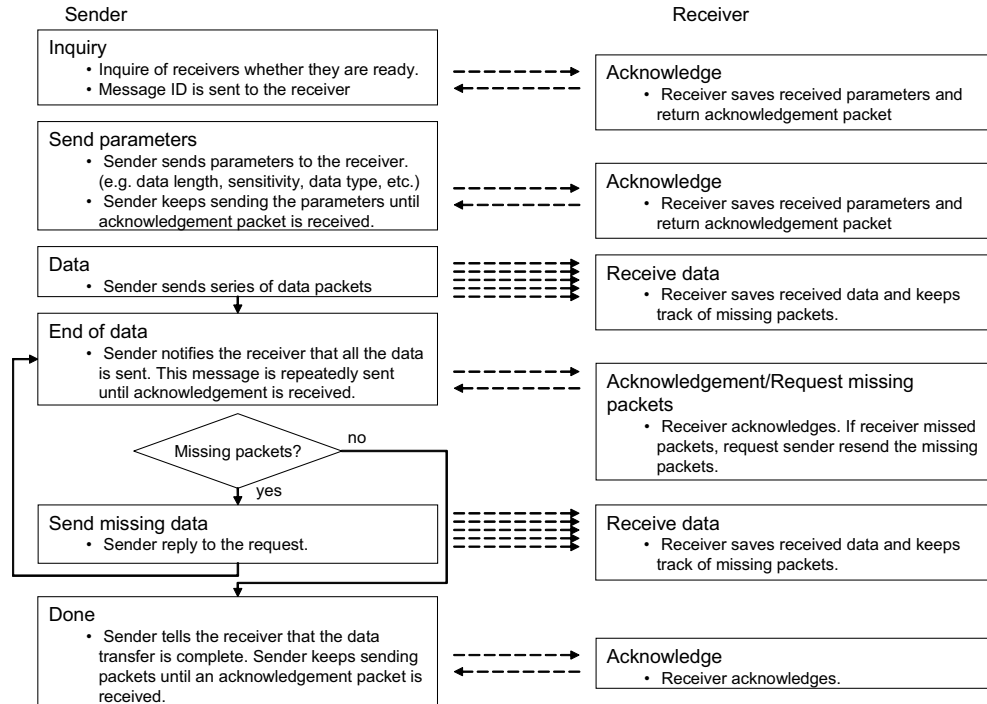 Sender
Receiver
Inquiry
• Inquire of receivers whether they are ready.
• Message ID is sent to the receiver
Acknowledge
• Receiver saves received parameters and
return acknowledgement packet
Send parameters
• Sender sends parameters to the receiver.
(e.g. data length, sensitivity, data type, etc.)
• Sender keeps sending the parameters until
acknowledgement packet is received.
Acknowledge
• Receiver saves received parameters and
return acknowledgement packet
Data
• Sender sends series of data packets
Receive data
• Receiver saves received data and keeps
track of missing packets.
End of data
• Sender notifies the receiver that all the data
is sent. This message is repeatedly sent
until acknowledgement is received.
Acknowledgement/Request missing
packets
• Receiver acknowledges. If receiver missed
packets, request sender resend the missing
packets.
Missing packets?
no
yes
Send missing data
• Sender reply to the request.
Receive data
• Receiver saves received data and keeps
track of missing packets.
Done
• Sender tells the receiver that the data
transfer is complete. Sender keeps sending
packets until an acknowledgement packet is
received.
Acknowledge
• Receiver acknowledges.